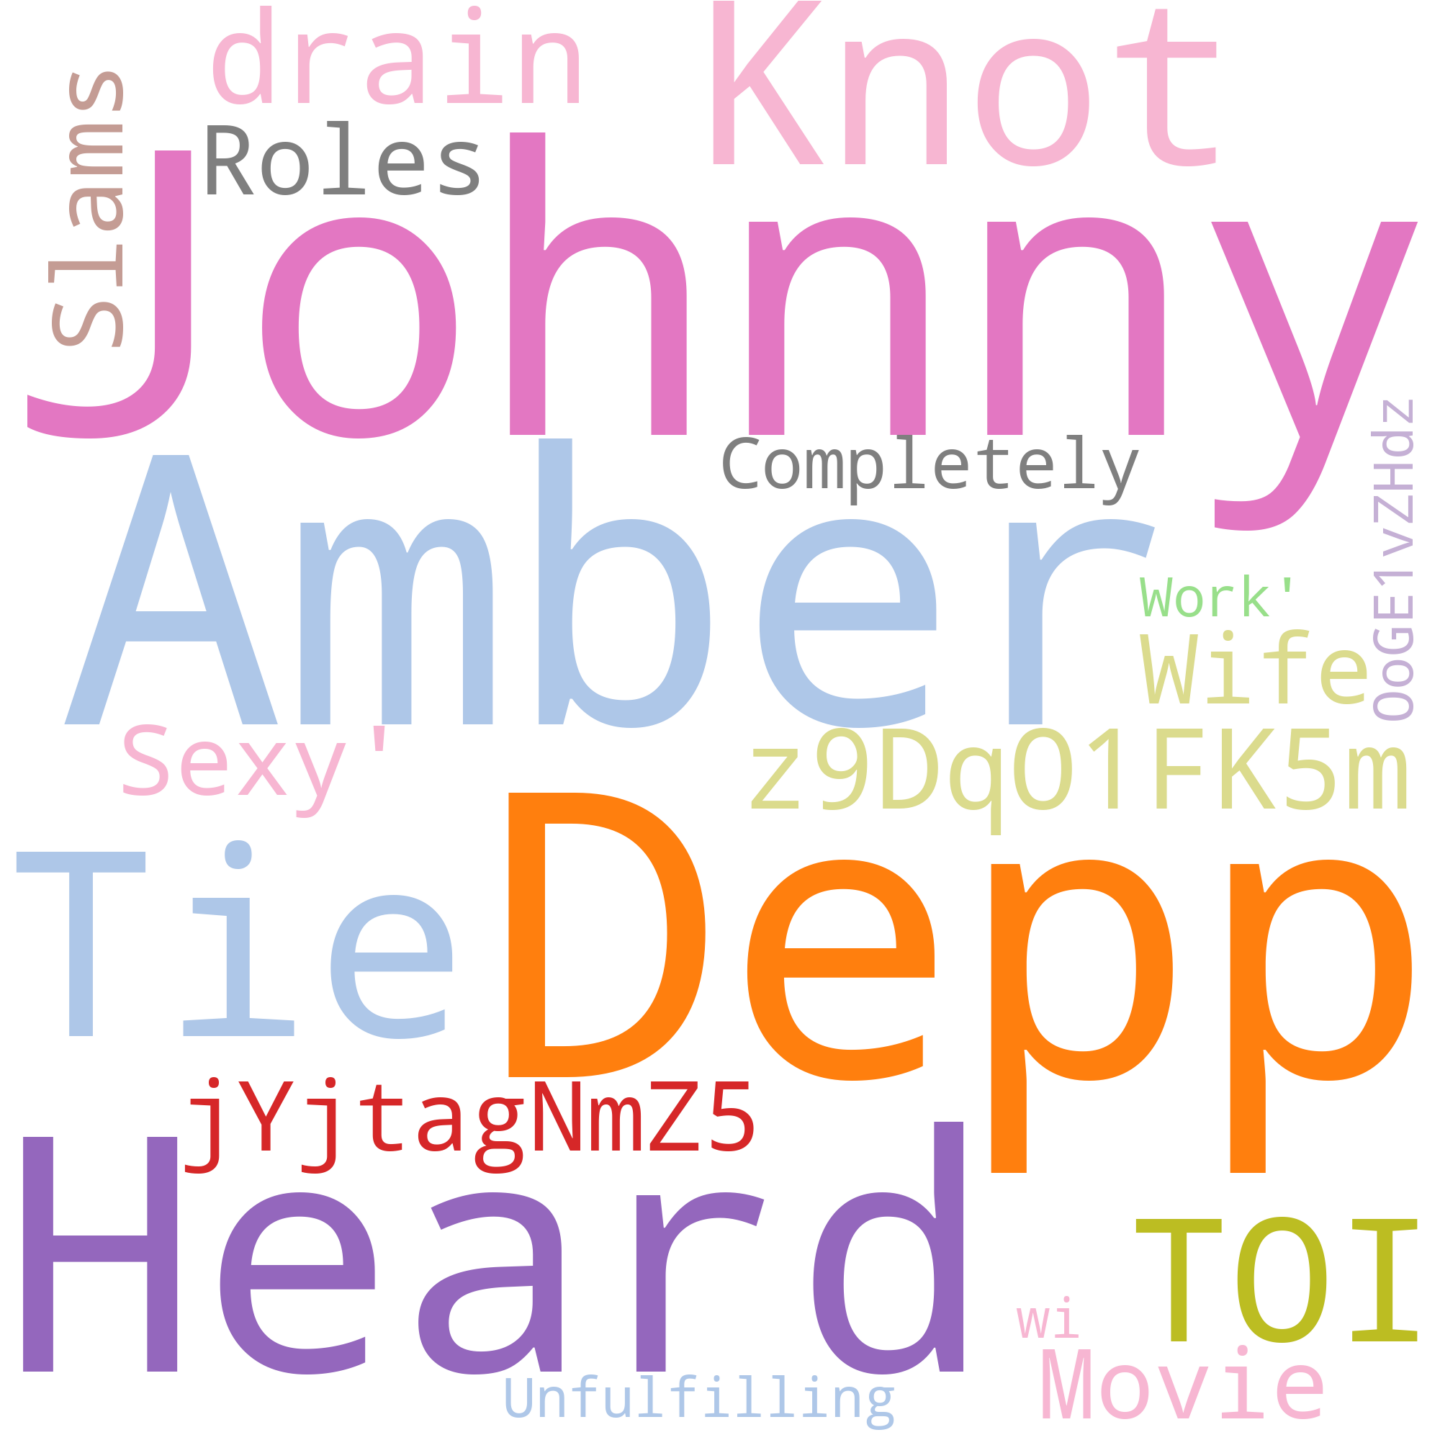 drain
Knot
Slams
Roles
Johnny
Completely
OoGE1vZHdz
Amber
Work'
Wife
Sexy'
z9DqO1FK5m
Tie
Depp
jYjtagNmZ5
Heard
TOI
wi
Movie
Unfulfilling